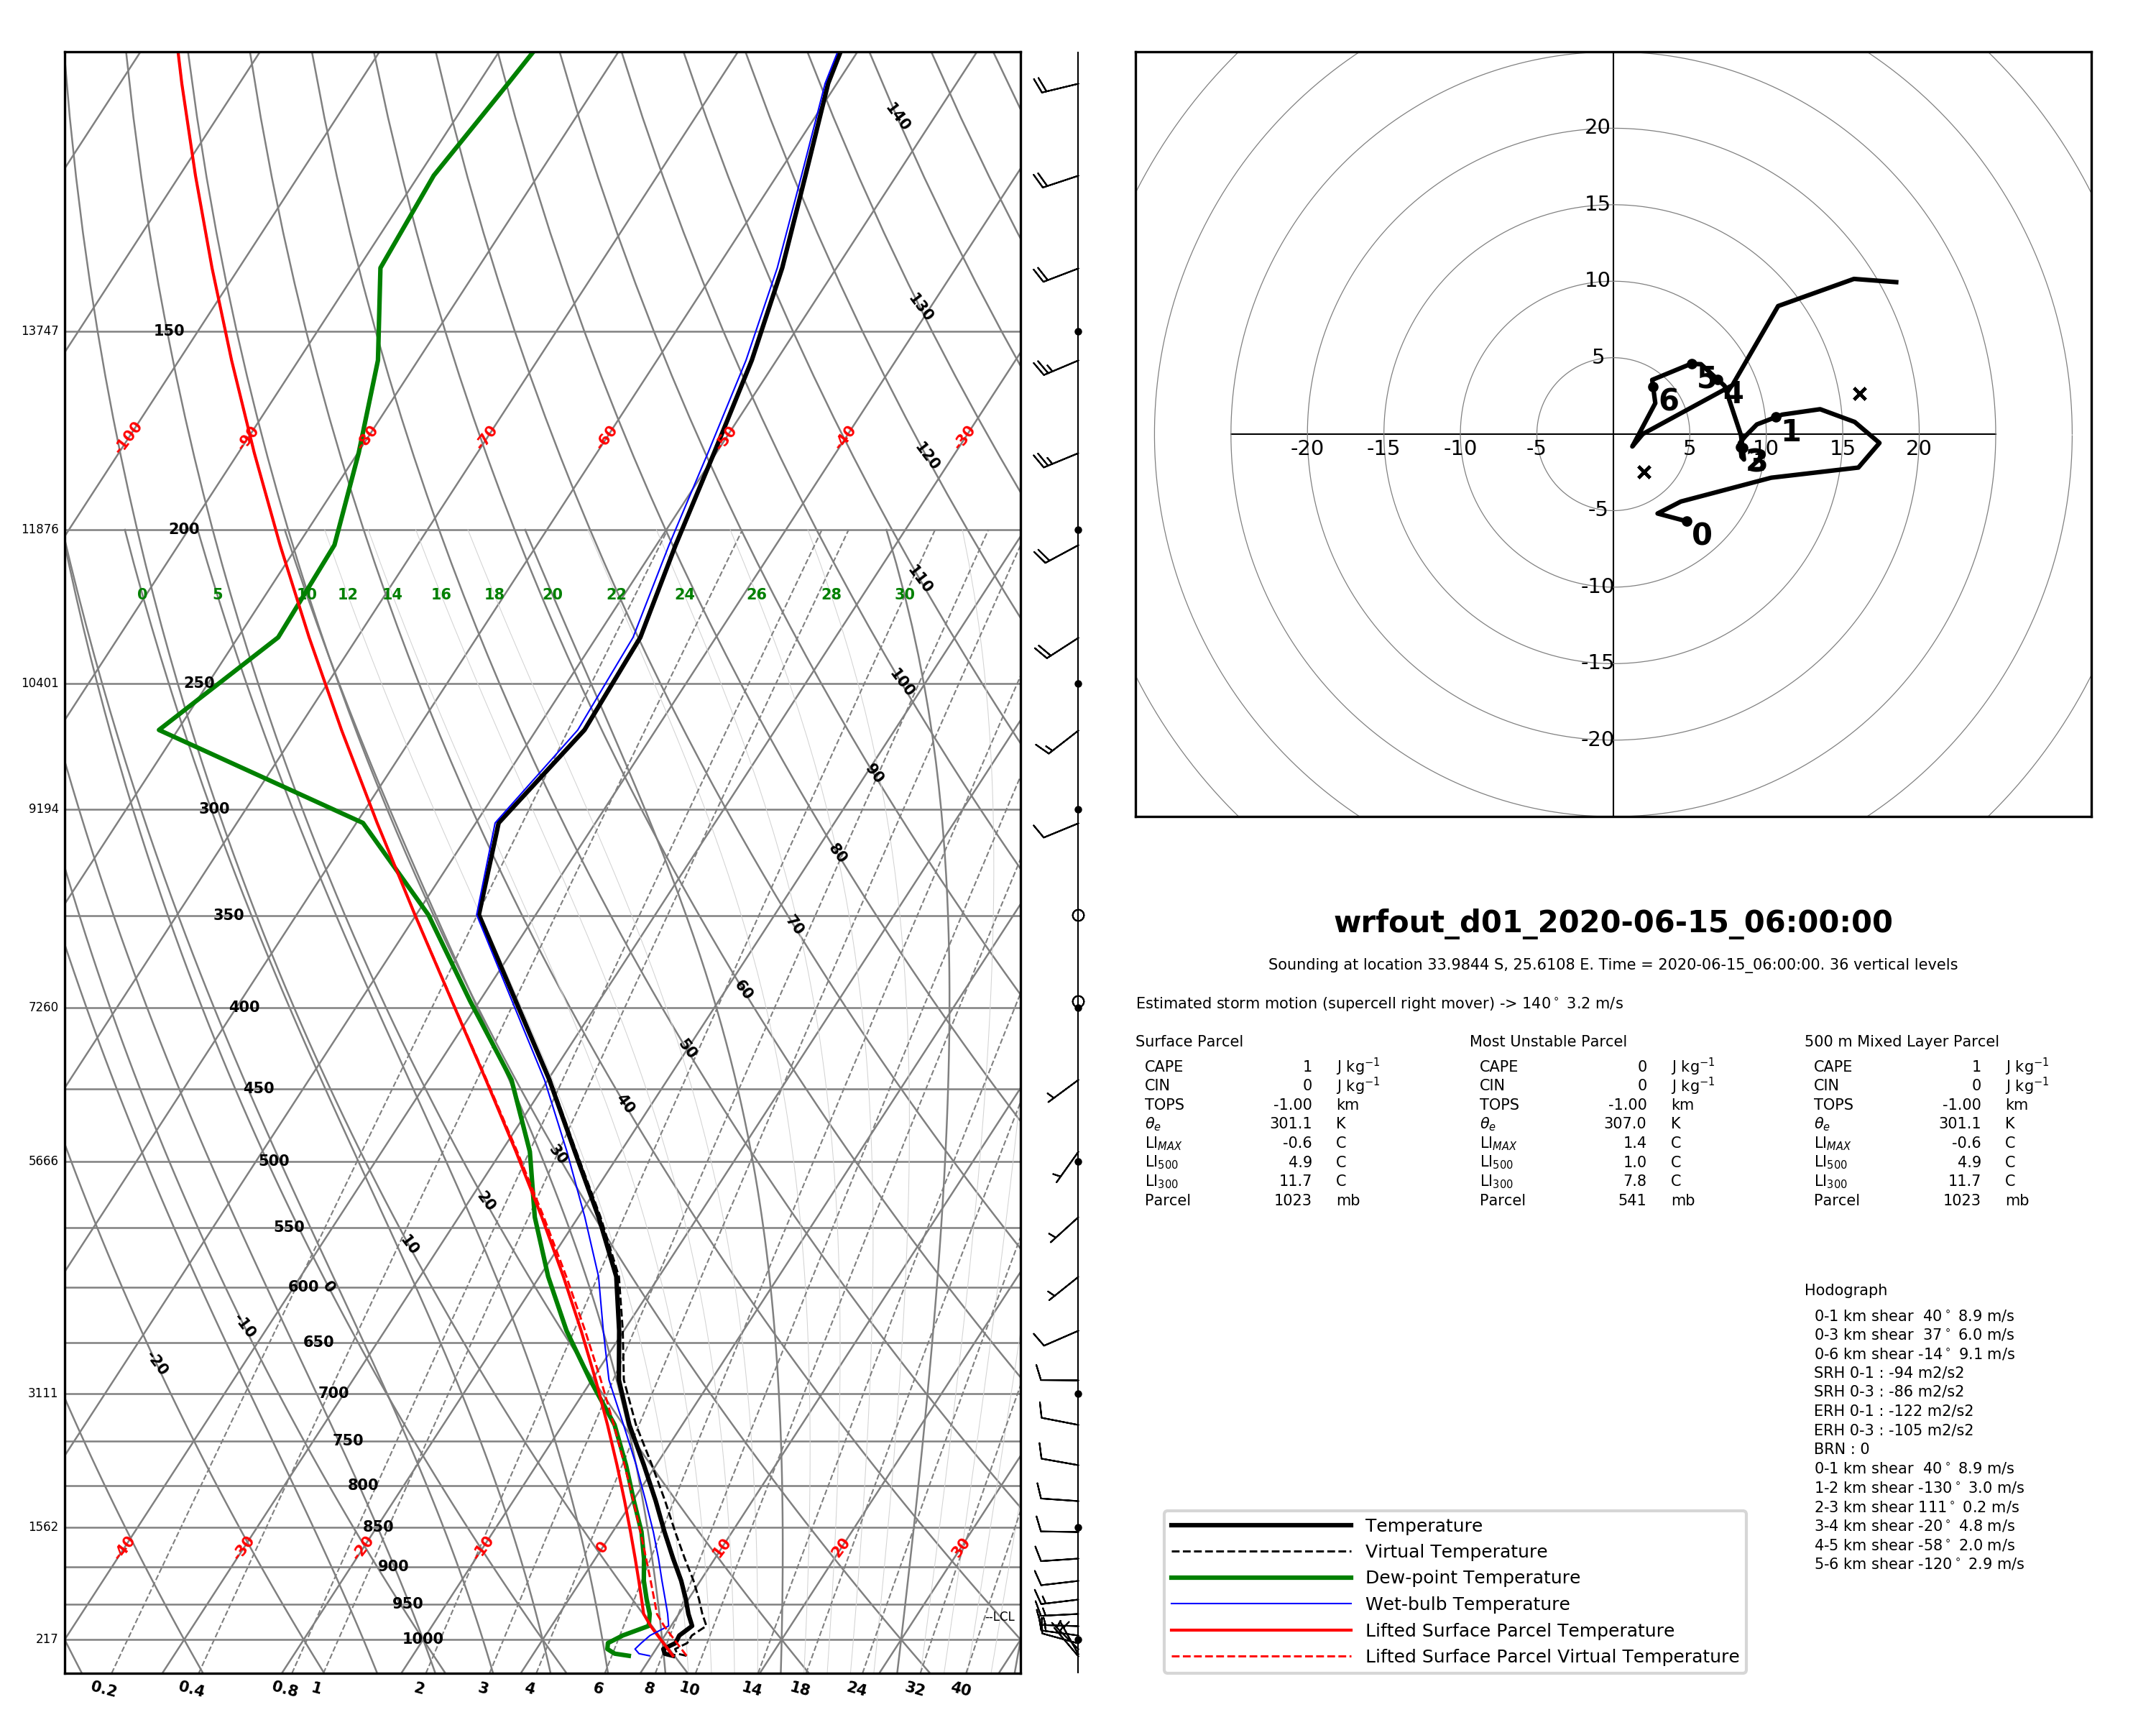 140
130
13747 150
-100 -90 -80 -70 -60 -50 -40 -30
120
11876 200
110
0 5 10 12 14 16 18 20 22 24 26 28 30
10401 250
100
90
9194 300
80
350
70
7260 400
60
50
450
40
5666 500
30
20
550
10
600 0
-10
650
-20
3111 700
750
800
1562 850
-40 -30 -20 -10 0 10 20 30
900
950
--LCL
217 1000
0.2 0.4 0.8 1 2 3 4 6 8 10 14 18 24 32 40
20
15
10
5
-20 -15 -10 -5 5 10 15 20
-5
-10
-15
-20
0
1
3
4
5
6
wrfout_d01_2020-06-15_06:00:00
Sounding at location 33.9844 S, 25.6108 E. Time = 2020-06-15_06:00:00. 36 vertical levels
Estimated storm motion (supercell right mover) -> 140° 3.2 m/s
Surface Parcel Most Unstable Parcel 500 m Mixed Layer Parcel
CAPE 1 J kg⁻¹ CAPE 0 J kg⁻¹ CAPE 1 J kg⁻¹
CIN 0 J kg⁻¹ CIN 0 J kg⁻¹ CIN 0 J kg⁻¹
TOPS -1.00 km TOPS -1.00 km TOPS -1.00 km
θₑ 301.1 K θₑ 307.0 K θₑ 301.1 K
LI_MAX -0.6 C LI_MAX 1.4 C LI_MAX -0.6 C
LI₅₀₀ 4.9 C LI₅₀₀ 1.0 C LI₅₀₀ 4.9 C
LI₃₀₀ 11.7 C LI₃₀₀ 7.8 C LI₃₀₀ 11.7 C
Parcel 1023 mb Parcel 541 mb Parcel 1023 mb
Hodograph
0-1 km shear 40° 8.9 m/s
0-3 km shear 37° 6.0 m/s
0-6 km shear -14° 9.1 m/s
SRH 0-1 : -94 m2/s2
SRH 0-3 : -86 m2/s2
ERH 0-1 : -122 m2/s2
ERH 0-3 : -105 m2/s2
BRN : 0
0-1 km shear 40° 8.9 m/s
1-2 km shear -130° 3.0 m/s
2-3 km shear 111° 0.2 m/s
3-4 km shear -20° 4.8 m/s
4-5 km shear -58° 2.0 m/s
5-6 km shear -120° 2.9 m/s
Temperature
Virtual Temperature
Dew-point Temperature
Wet-bulb Temperature
Lifted Surface Parcel Temperature
Lifted Surface Parcel Virtual Temperature